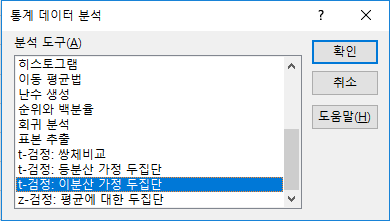 통계 데이터 분석
? ×
분석 도구(A)
히스토그램
이동 평균법
난수 생성
순위와 백분율
회귀 분석
표본 추출
t-검정: 쌍체비교
t-검정: 등분산 가정 두집단
t-검정: 이분산 가정 두집단
z-검정: 평균에 대한 두집단
확인
취소
도움말(H)